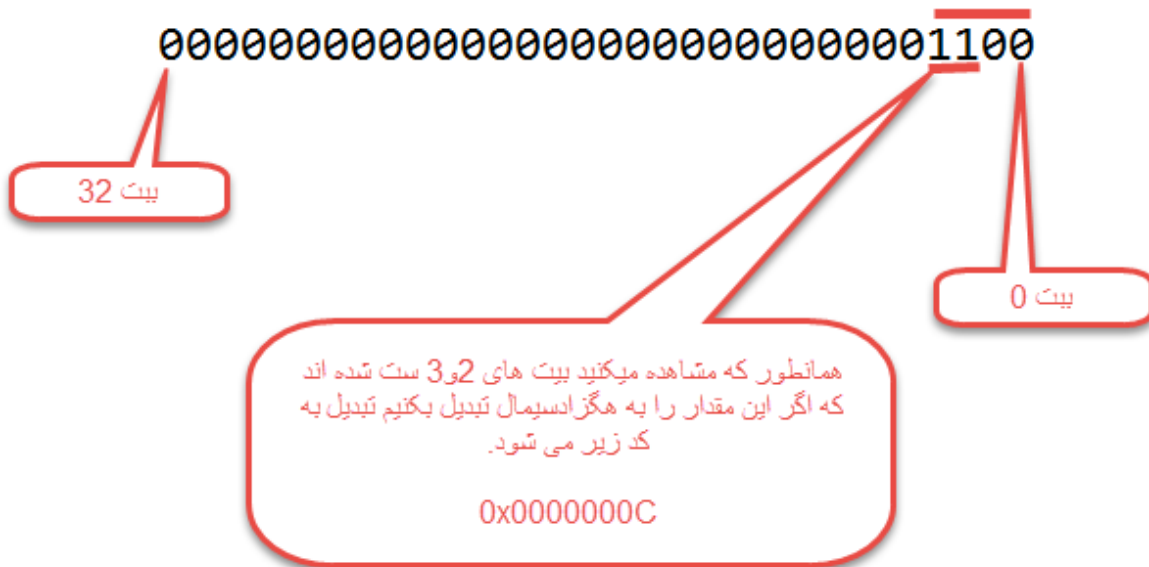 00000000000000000000000000001100
بیت 32
بیت 0
همانطور که مشاهده میکنید بیت های 2و3 ست شده اند
که اگر این مقدار را به هگزادسیمال تبدیل بکنیم تبدیل به
کد زیر می شود.
0x0000000C